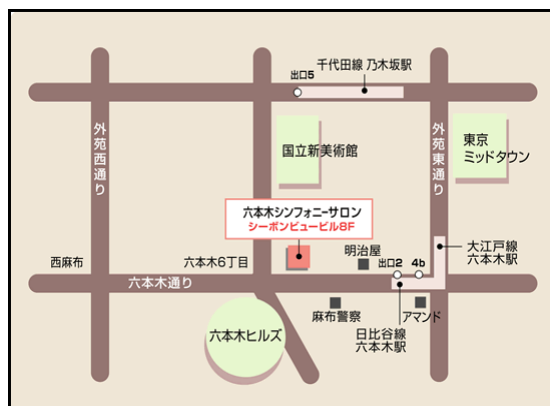 千代田線 乃木坂駅
出口5
外苑西通り
国立新美術館
外苑東通り
東京
ミッドタウン
六本木シンフォニーサロン
シーボンビュービル8F
西麻布
六本木6丁目
明治屋
出口2
4b
大江戸線
六本木駅
六本木通り
麻布警察
アマンド
六本木ヒルズ
日比谷線
六本木駅